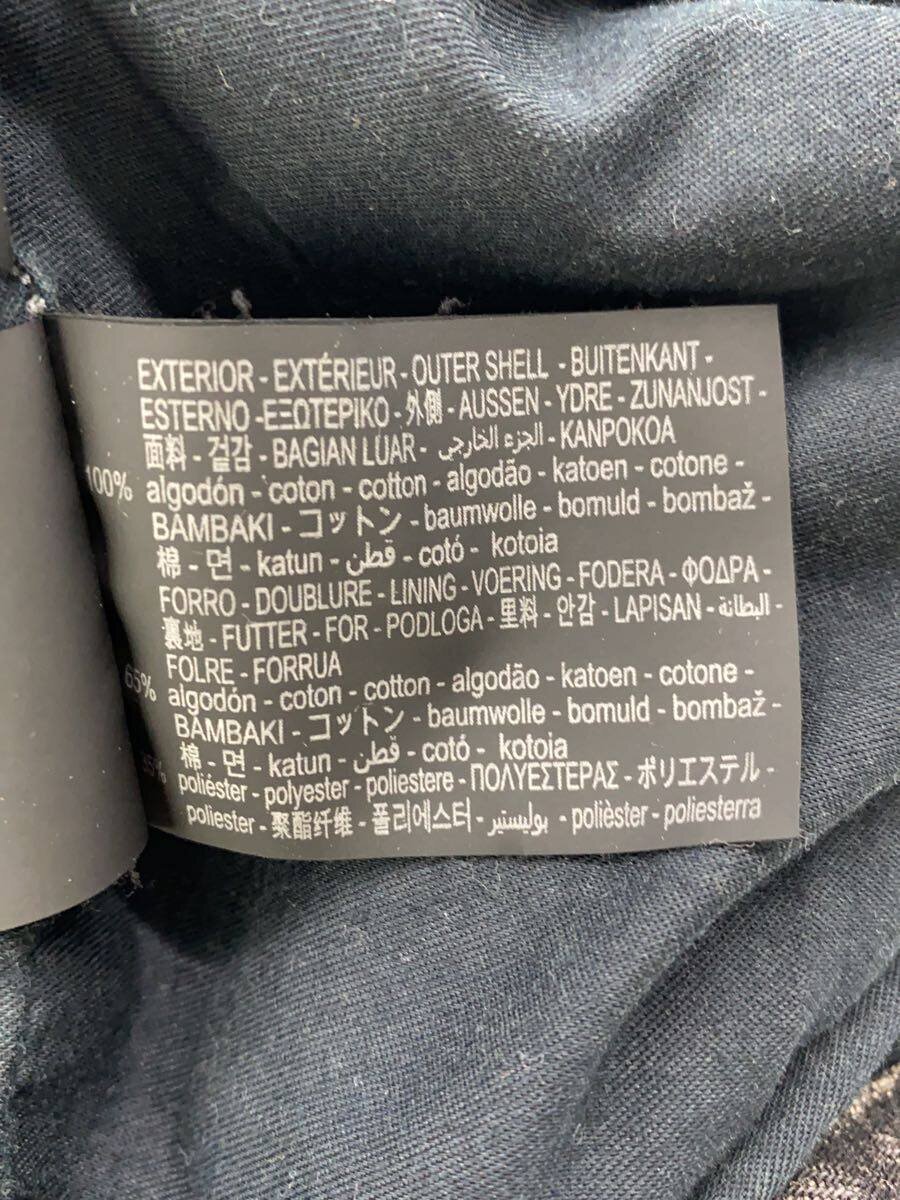 EXTERIOR - EXTÉRIEUR - OUTER SHELL - BUITENKANT -
ESTERNO - ΕΞΩΤΕΡΙΚΟ - 外側 - AUSSEN - YDRE - ZUNANJOST -
面料 - 겉감 - BAGIAN LUAR - الجزء الخارجي - KANPOKOA
100% algodón - coton - cotton - algodão - katoen - cotone -
BAMBAKI - コットン - baumwolle - bomuld - bombaž -
棉 - 면 - katun - قطن - cotó - kotoia
FORRO - DOUBLURE - LINING - VOERING - FODERA - ΦΟΔΡΑ -
裏地 - FUTTER - FOR - PODLOGA - 里料 - 안감 - LAPISAN - البطانة -
FOLRE - FORRUA
65% algodón - coton - cotton - algodão - katoen - cotone -
BAMBAKI - コットン - baumwolle - bomuld - bombaž -
棉 - 면 - katun - قطن - cotó - kotoia
35% poliéster - polyester - poliestere - ΠΟΛΥΕΣΤΕΡΑΣ - ポリエステル -
poliester - 聚酯纤维 - 폴리에스터 - بوليستير - polièster - poliesterra